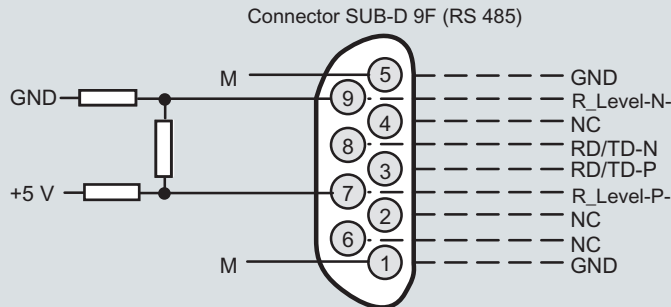 Connector SUB-D 9F (RS 485)
M
5
GND
GND
9
R_Level-N-
4
NC
8
RD/TD-N
3
RD/TD-P
+5 V
7
R_Level-P-
2
NC
6
NC
M
1
GND